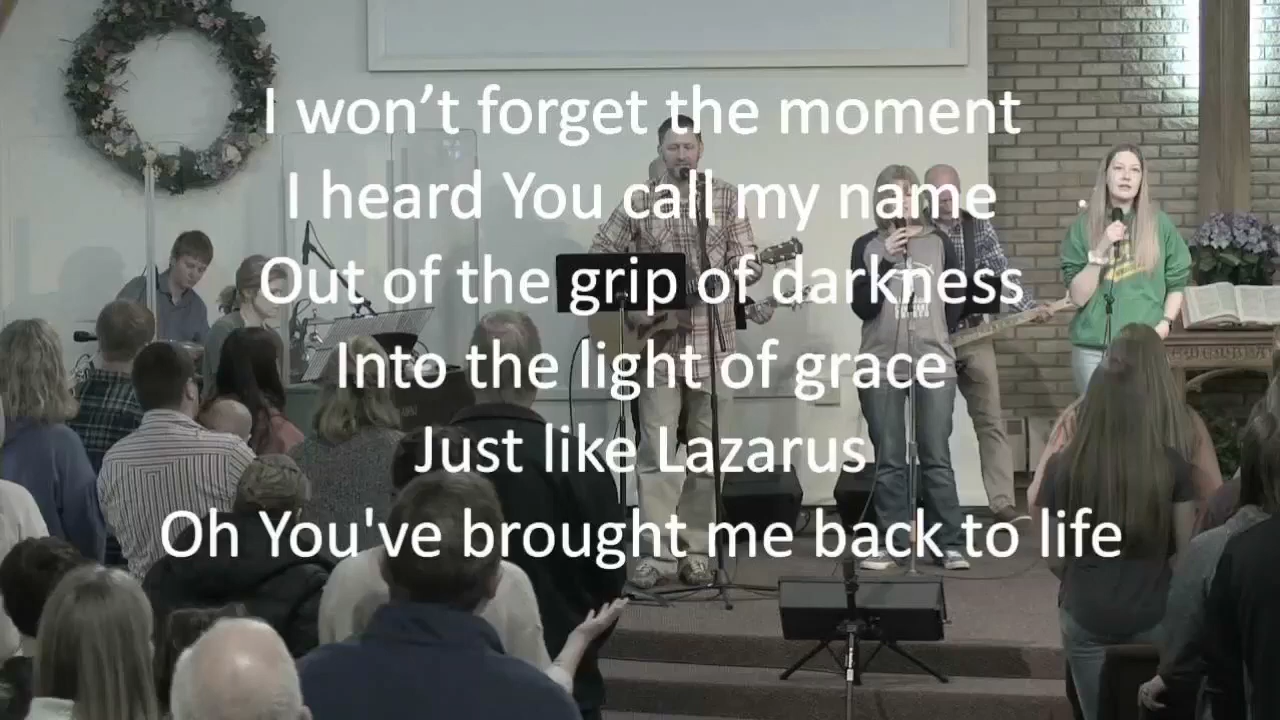 I won’t forget the moment
I heard You call my name
Out of the grip of darkness
Into the light of grace
Just like Lazarus
Oh You've brought me back to life